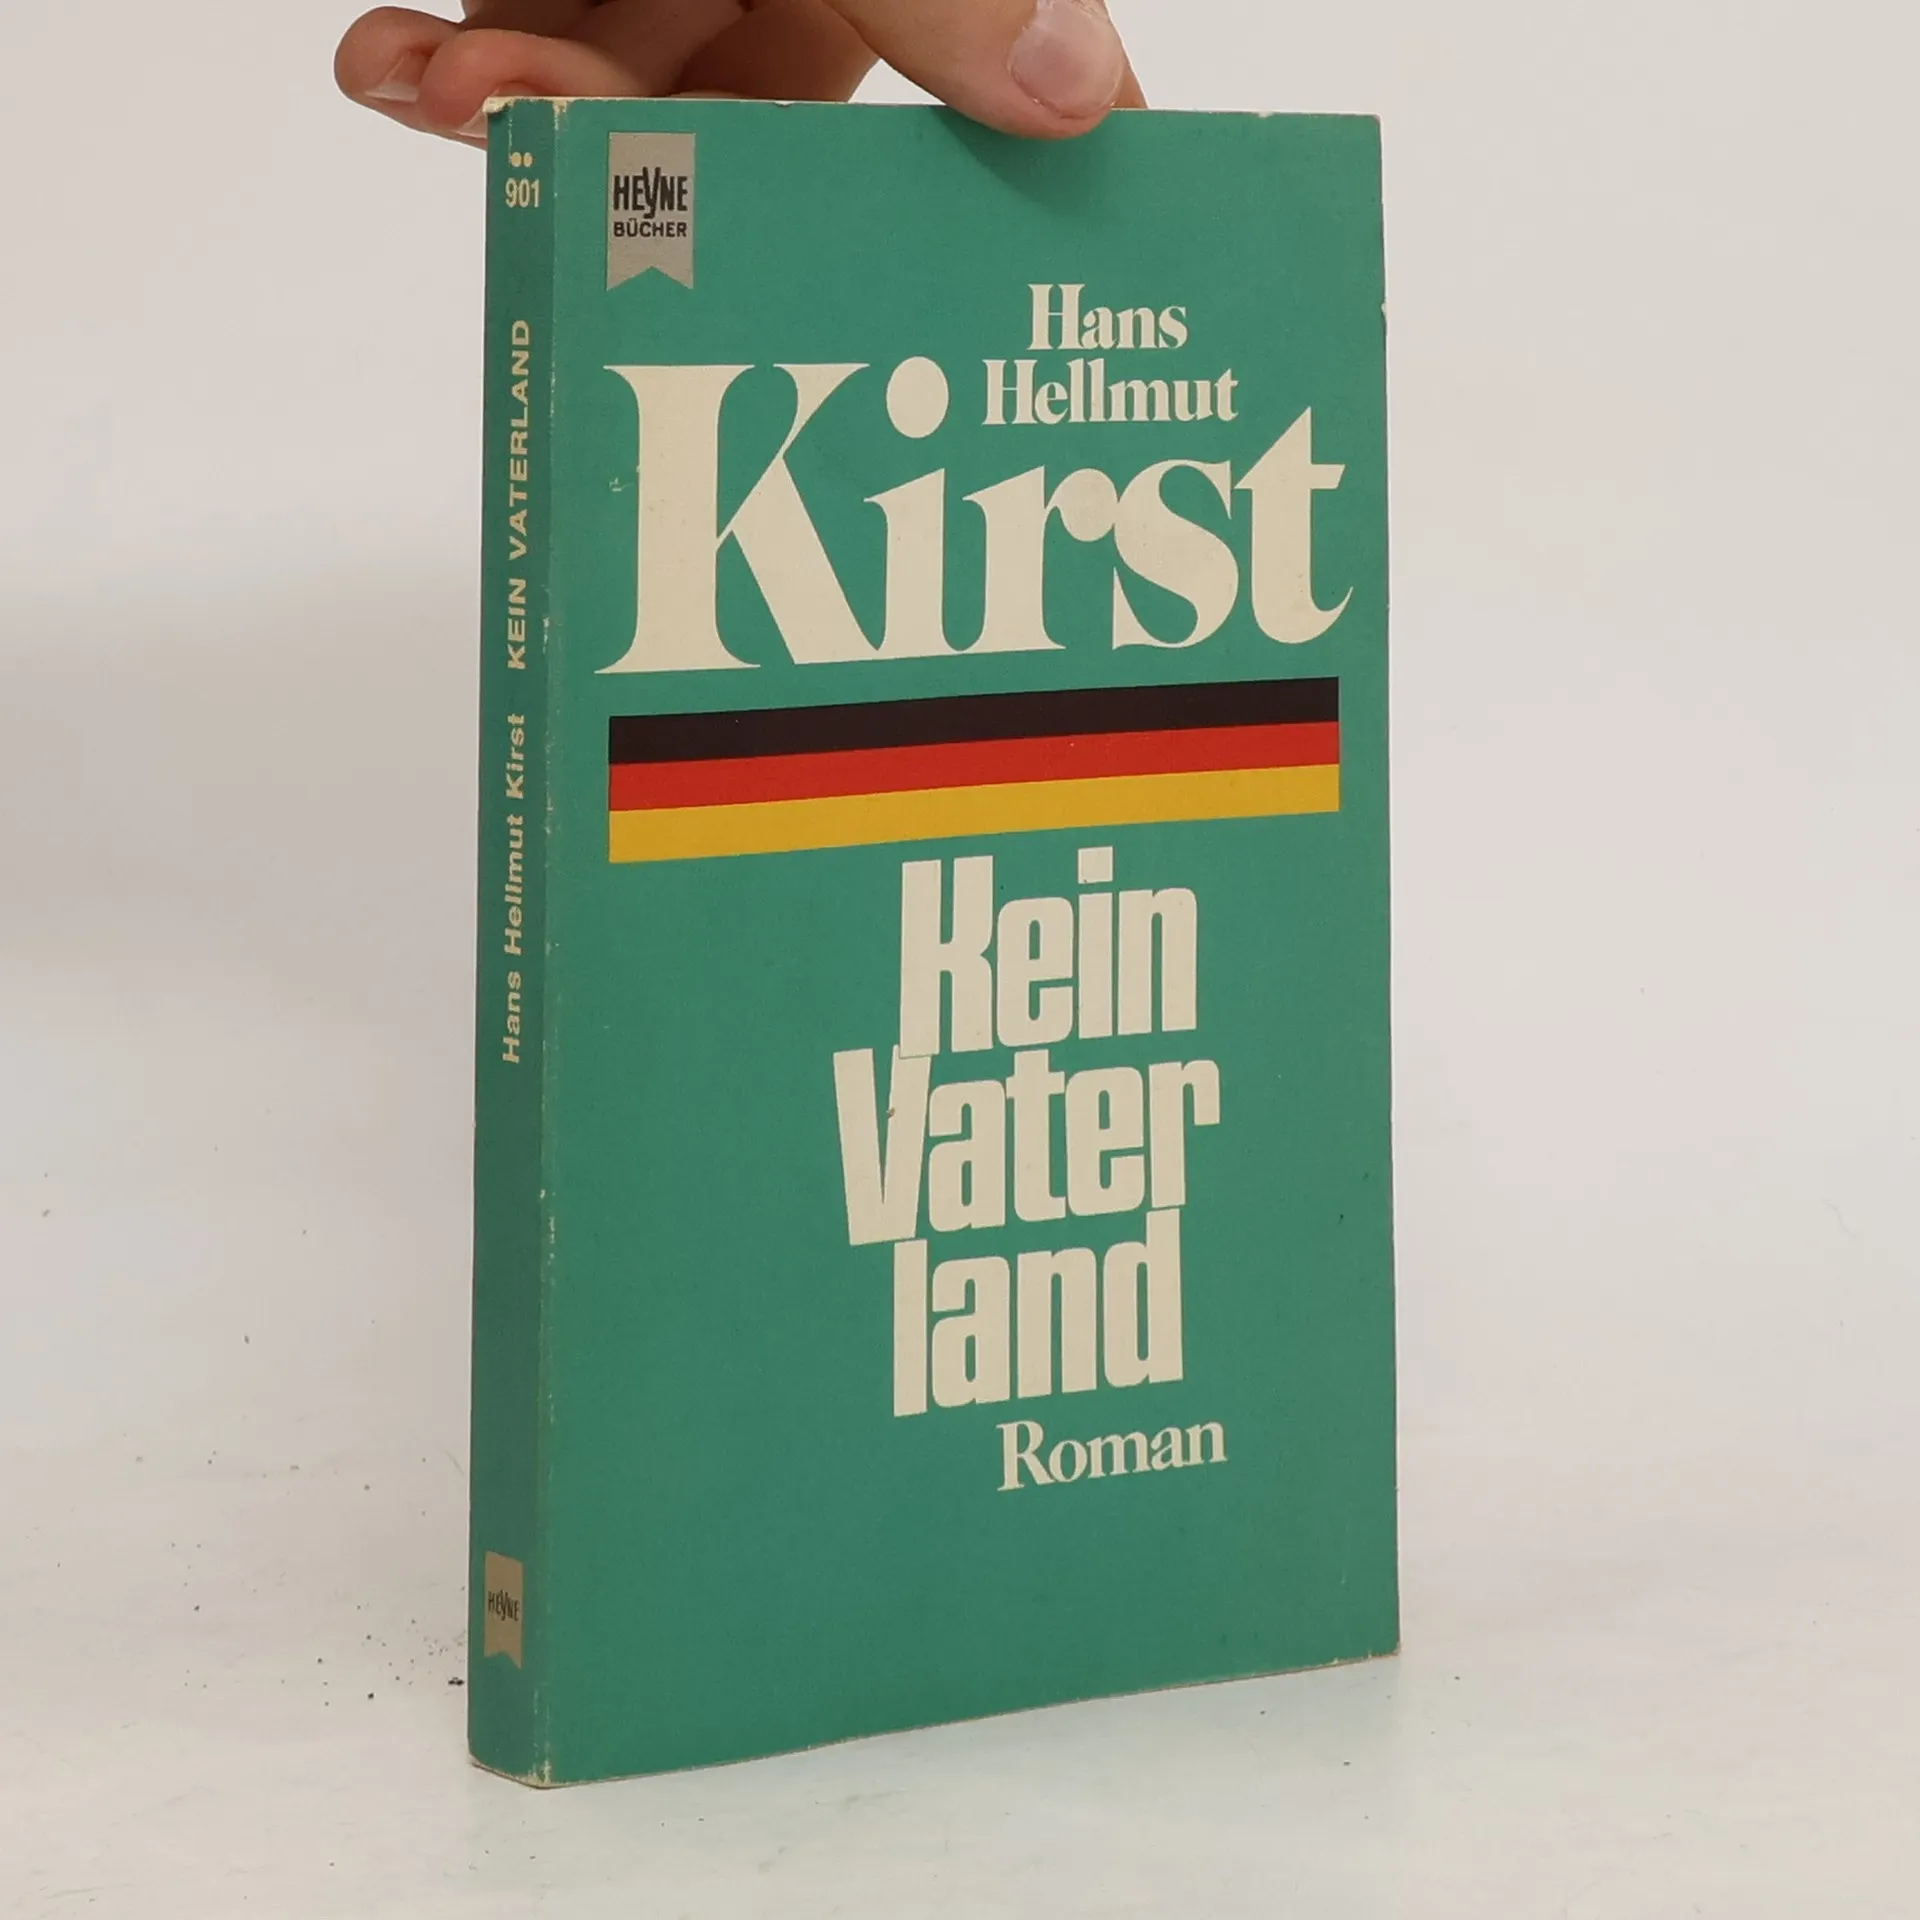 901
Hans Hellmut Kirst KEIN VATERLAND
HEYNE
HEYNE
BÜCHER
Hans
Hellmut
Kirst
Kein
Vater
land
Roman